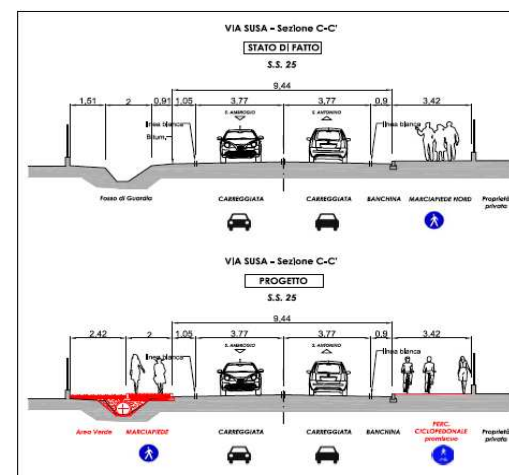 VIA SUSA – Sezione C-C'
STATO DI FATTO
S.S. 25
9,44
1,51 2 0,91 1,05 3,77 3,77 0,9 3,42
linea bianca
Bitum.
S. AMBROGIO
S. ANTONINO
linea bianca
Fosso di Guardia CARREGGIATA CARREGGIATA BANCHINA MARCIAPIEDE NORD Proprietà privata
VIA SUSA – Sezione C-C'
PROGETTO
S.S. 25
9,44
2,42 2 1,05 3,77 3,77 0,9 3,42
linea bianca
S. AMBROGIO
S. ANTONINO
linea bianca
Area Verde MARCIAPIEDE CARREGGIATA CARREGGIATA BANCHINA PERC. CICLOPEDONALE promiscuo Proprietà privata